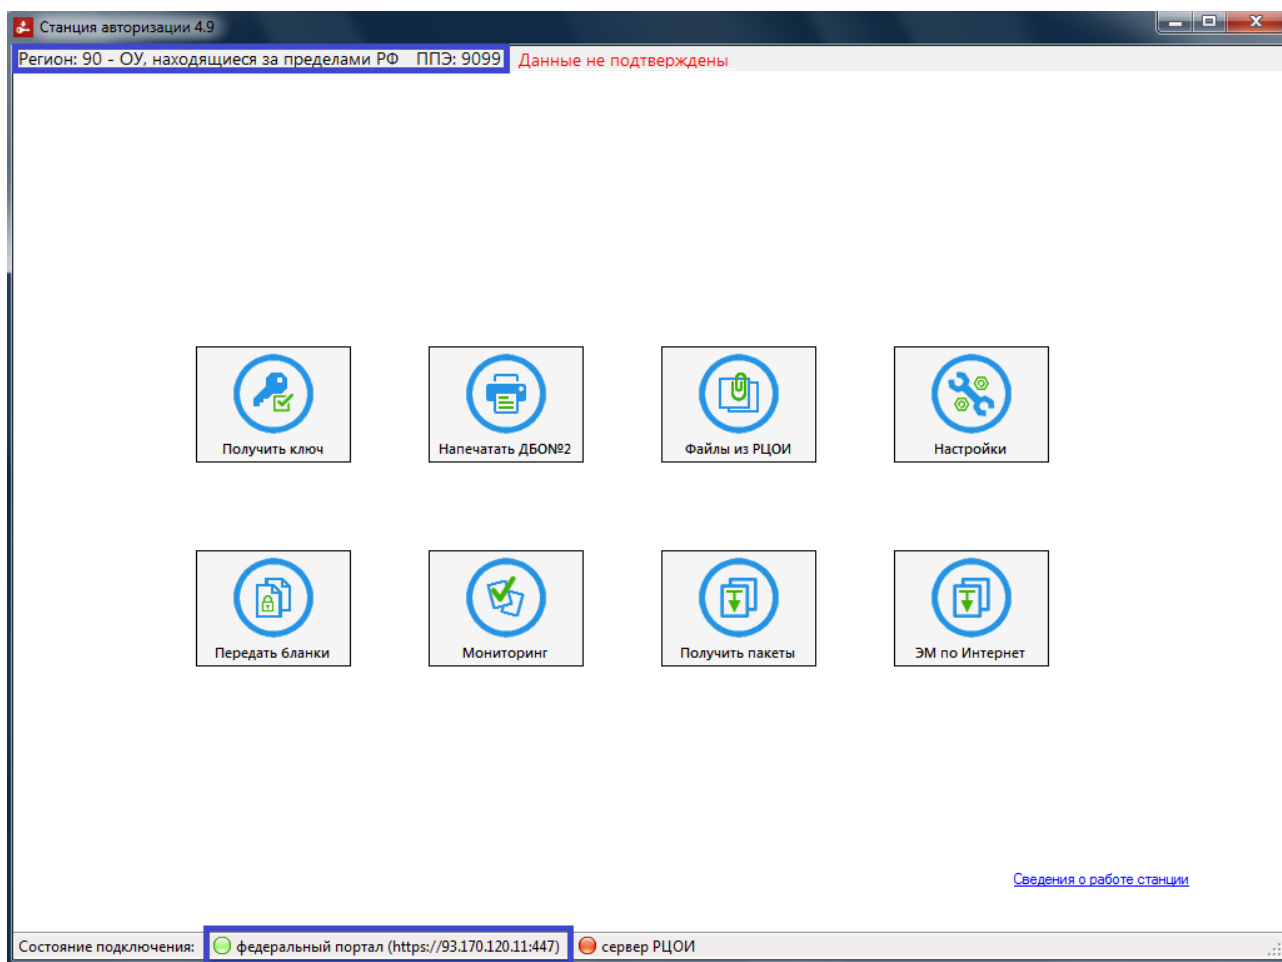 Станция авторизации 4.9
Регион: 90 - ОУ, находящиеся за пределами РФ ППЭ: 9099 Данные не подтверждены
Получить ключ
Напечатать ДБО№2
Файлы из РЦОИ
Настройки
Передать бланки
Мониторинг
Получить пакеты
ЭМ по Интернет
Сведения о работе станции
Состояние подключения: федеральный портал (https://93.170.120.11:447) сервер РЦОИ